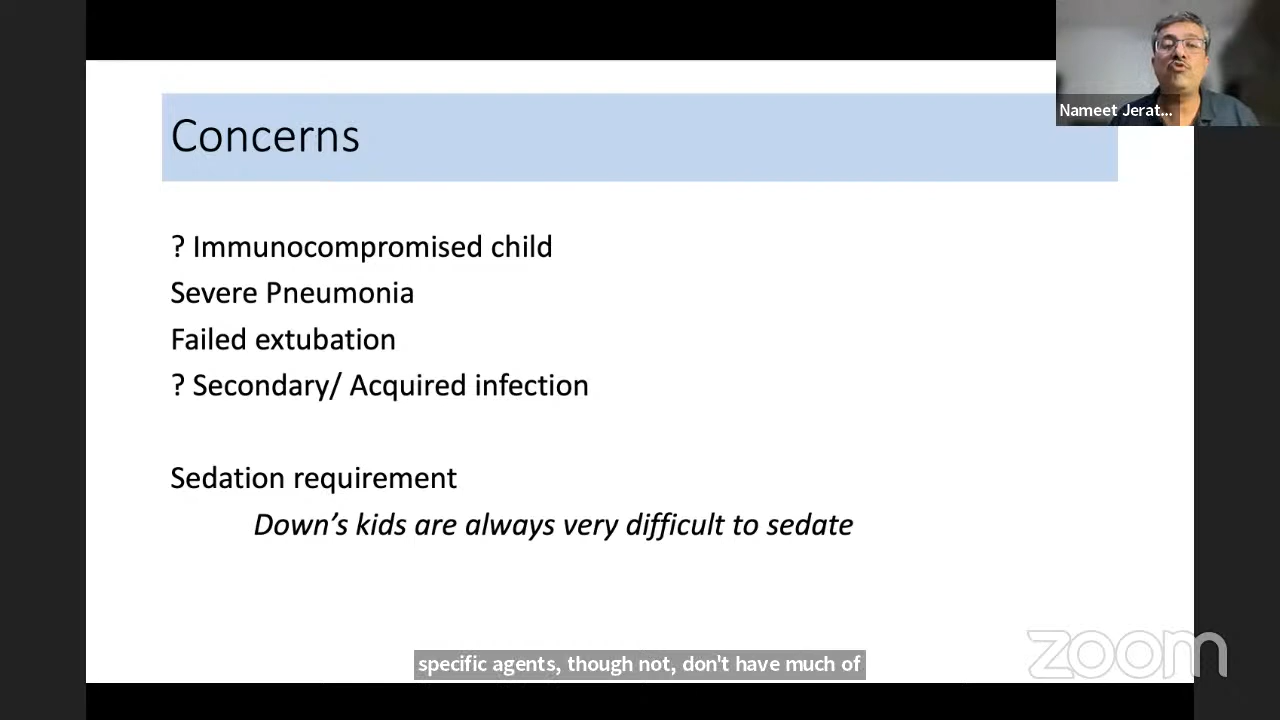 Nameet Jerat...
Concerns
? Immunocompromised child
Severe Pneumonia
Failed extubation
? Secondary/ Acquired infection
Sedation requirement
Down’s kids are always very difficult to sedate
specific agents, though not, don't have much of
zoom